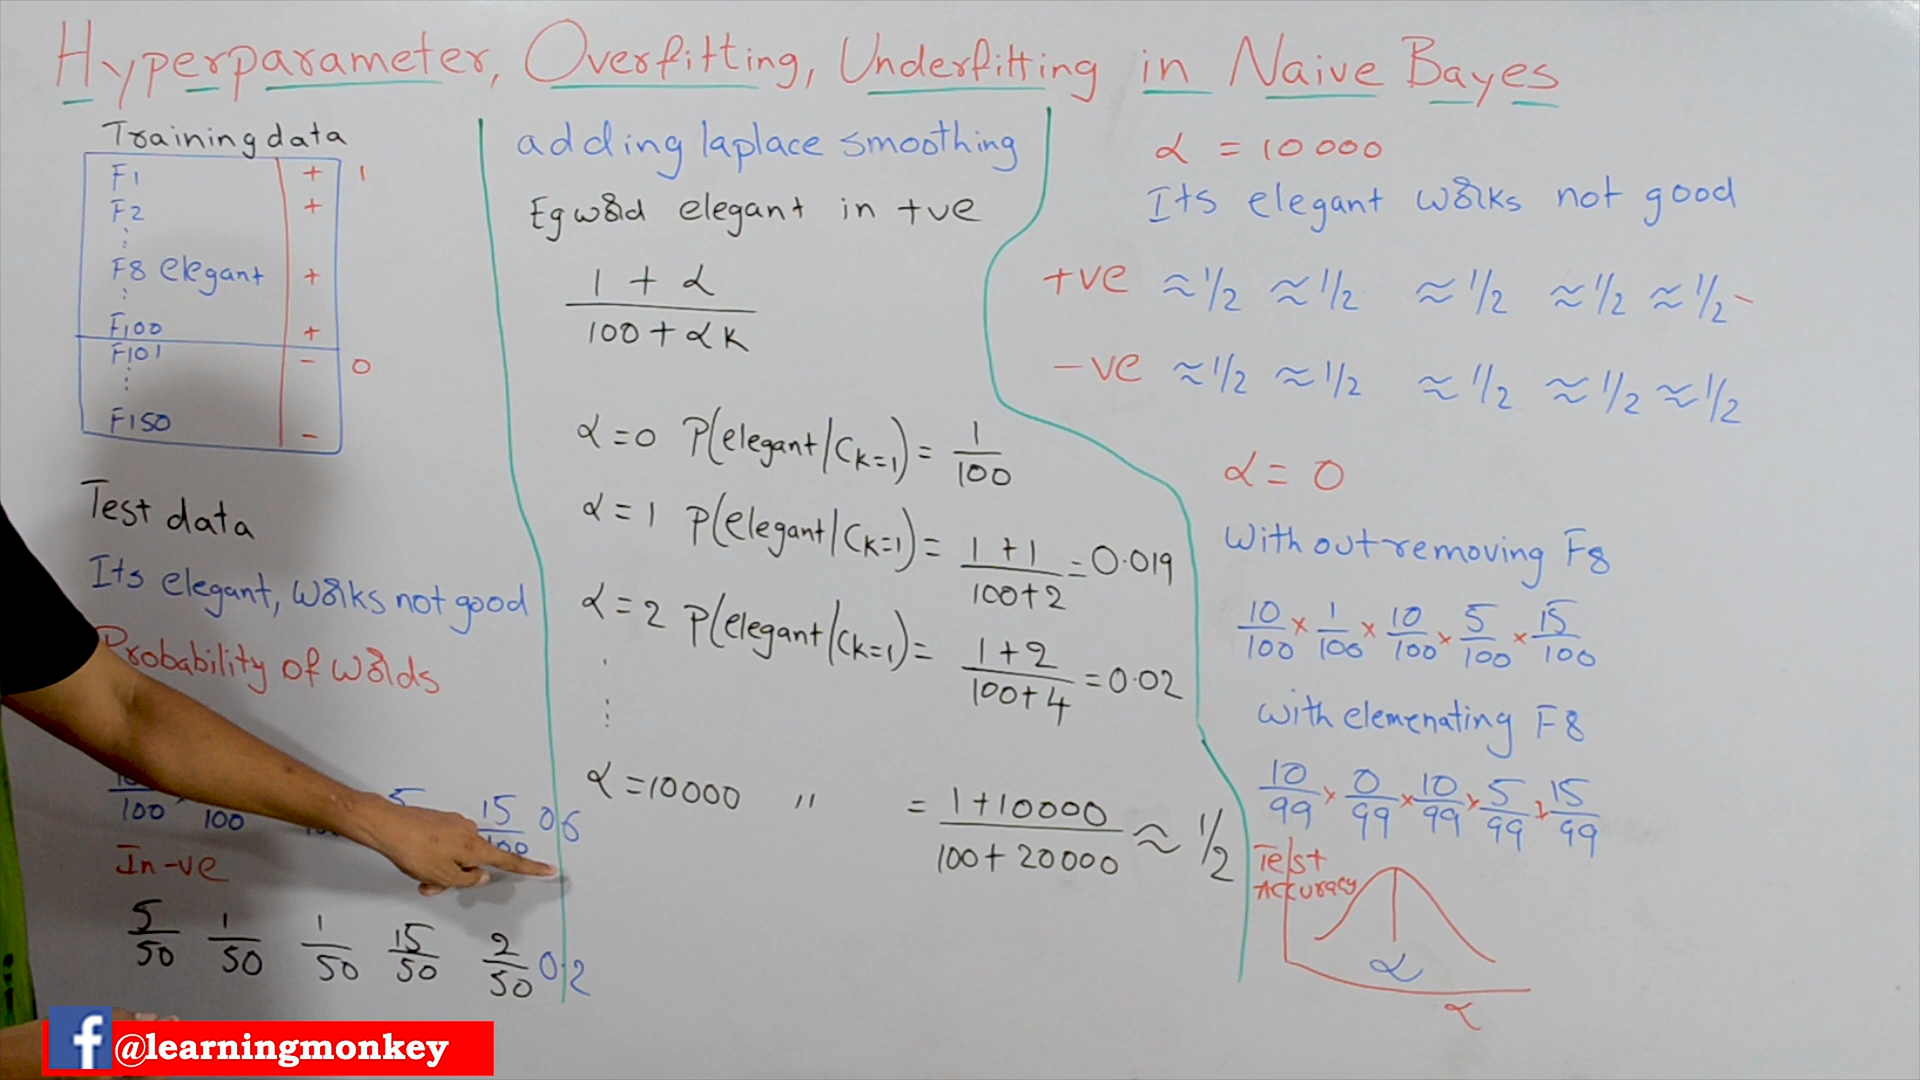 Hyperparameter, Overfitting, Underfitting in Naive Bayes
Training data
F1 + 1
F2 +
⋮
F8 elegant +
⋮
F100 +
F101 - 0
⋮
F150 -
Test data
Its elegant, works not good
Probability of words
100 100 5 15/100 0.6
In -ve
5/50 1/50 1/50 15/50 2/50 0.2
adding laplace smoothing
Eg word elegant in +ve
1 + α
100 + α K
α = 0 P(elegant/C_{K=1}) = 1/100
α = 1 P(elegant/C_{K=1}) = 1+1/100+2 = 0.019
α = 2 P(elegant/C_{K=1}) = 1+2/100+4 = 0.02
⋮
α = 10000 " = 1+10000/100+20000 ≈ 1/2
α = 10000
Its elegant works not good
+ve ≈1/2 ≈1/2 ≈1/2 ≈1/2 ≈1/2
-ve ≈1/2 ≈1/2 ≈1/2 ≈1/2 ≈1/2
α = 0
without removing F8
10/100 × 1/100 × 10/100 × 5/100 × 15/100
with elemenating F8
10/99 × 0/99 × 10/99 × 5/99 × 15/99
Test
Accuracy
α
α
f @learningmonkey